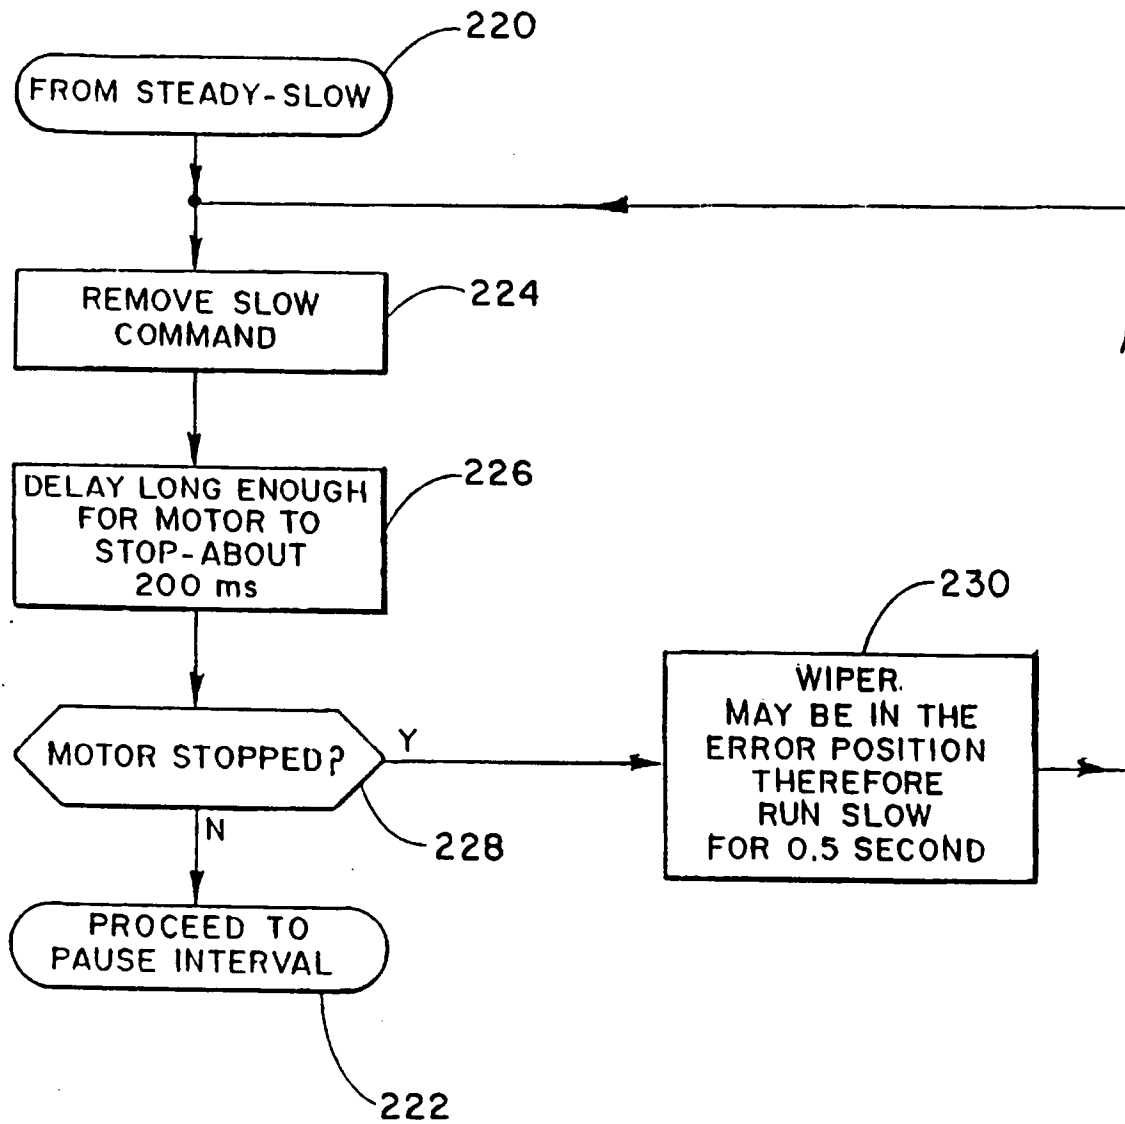 220
FROM STEADY-SLOW
REMOVE SLOW
COMMAND
224
DELAY LONG ENOUGH
FOR MOTOR TO
STOP-ABOUT
200 ms
226
MOTOR STOPPED?
Y
N
228
230
WIPER.
MAY BE IN THE
ERROR POSITION
THEREFORE
RUN SLOW
FOR 0.5 SECOND
PROCEED TO
PAUSE INTERVAL
222